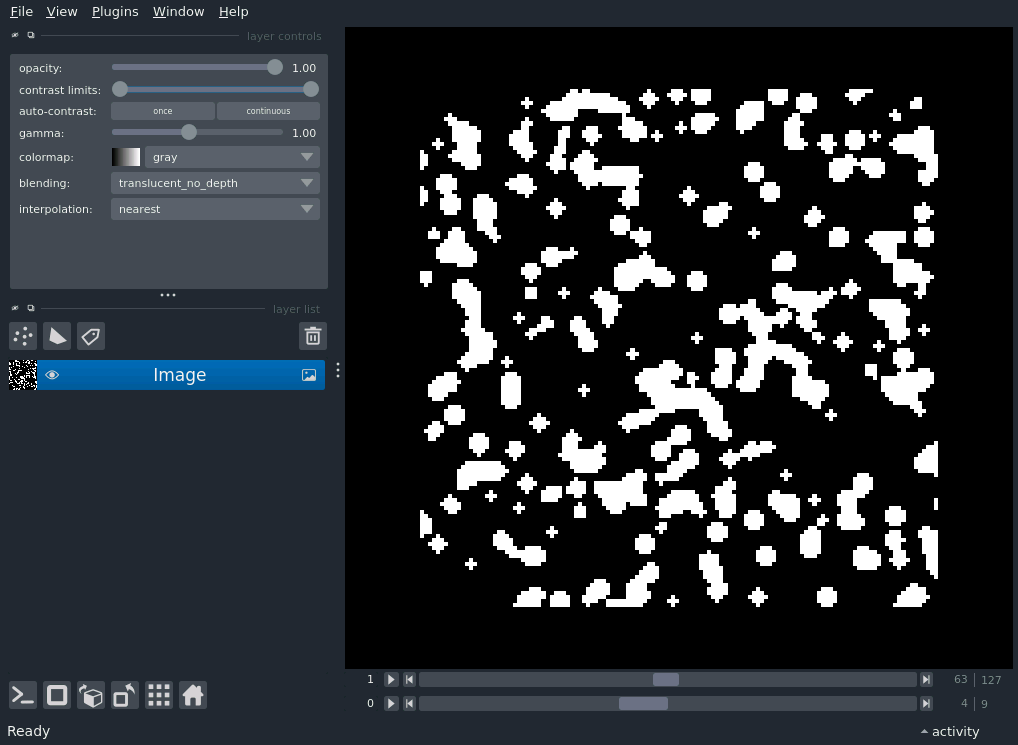 File View Plugins Window Help
layer controls
opacity: 1.00
contrast limits:
auto-contrast: once continuous
gamma: 1.00
colormap: gray
blending: translucent_no_depth
interpolation: nearest
layer list
Image
1 63 127
0 4 9
Ready activity